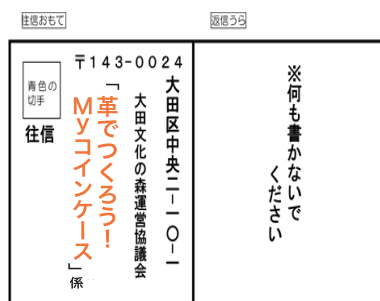 往信おもて
返信うら
〒143-0024
大田区中央二ー一〇ー一
大田文化の森運営協議会
「革でつくろう！
Myコインケース」係
青色の
切手
往信
※何も書かないで
ください